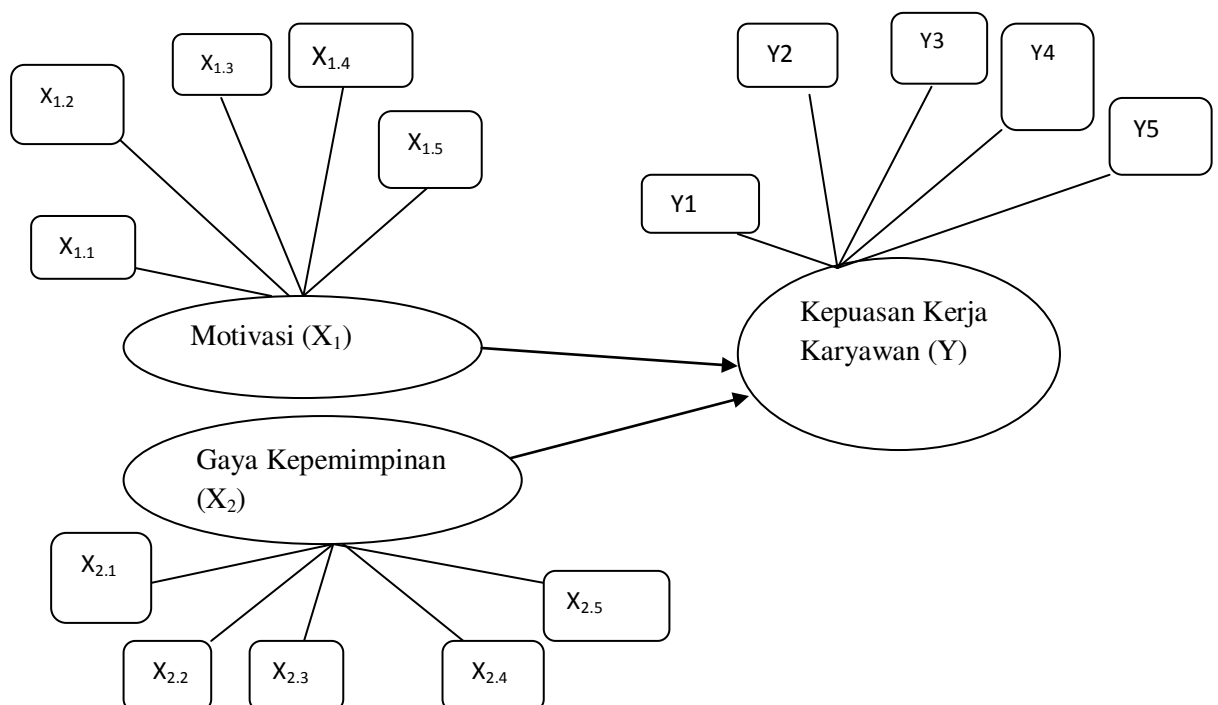 X1.1
X1.2
X1.3
X1.4
X1.5
Motivasi (X1)
Y1
Y2
Y3
Y4
Y5
Kepuasan Kerja
Karyawan (Y)
Gaya Kepemimpinan
(X2)
X2.1
X2.2
X2.3
X2.4
X2.5